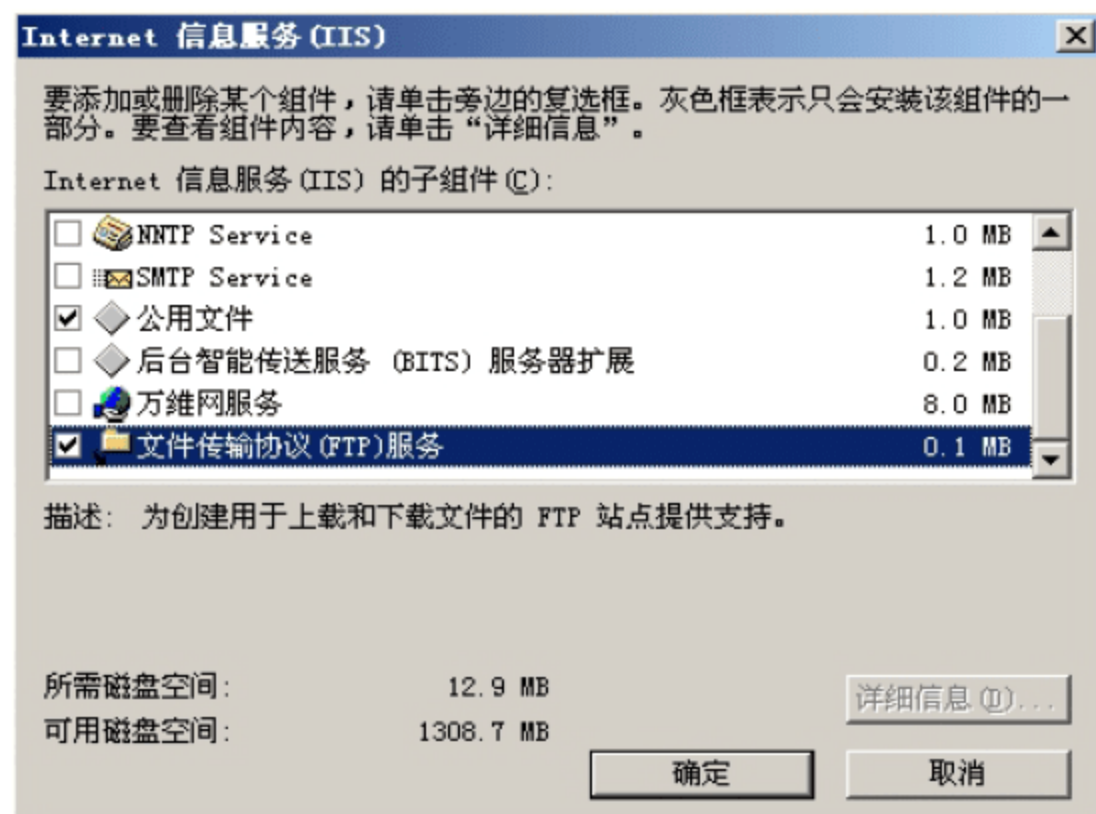 Internet 信息服务(IIS)
要添加或删除某个组件，请单击旁边的复选框。灰色框表示只会安装该组件的一
部分。要查看组件内容，请单击“详细信息”。
Internet 信息服务(IIS) 的子组件(C):
NNTP Service 1.0 MB
SMTP Service 1.2 MB
公用文件 1.0 MB
后台智能传送服务 (BITS) 服务器扩展 0.2 MB
万维网服务 8.0 MB
文件传输协议(FTP)服务 0.1 MB
描述: 为创建用于上载和下载文件的 FTP 站点提供支持。
所需磁盘空间: 12.9 MB
详细信息(D)...
可用磁盘空间: 1308.7 MB
确定 取消